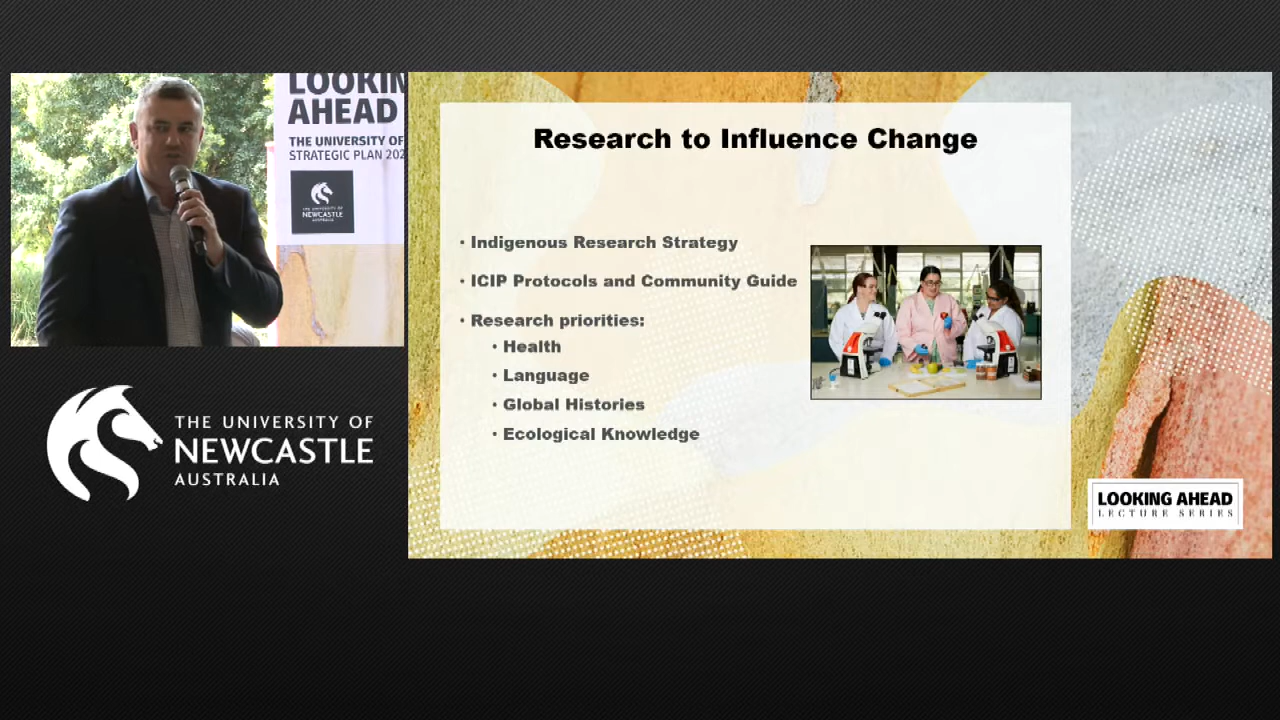 LOOKIN
AHEAD
THE UNIVERSITY OF
STRATEGIC PLAN 202
THE UNIVERSITY OF
NEWCASTLE
AUSTRALIA
THE UNIVERSITY OF
NEWCASTLE
AUSTRALIA
Research to Influence Change
• Indigenous Research Strategy
• ICIP Protocols and Community Guide
• Research priorities:
• Health
• Language
• Global Histories
• Ecological Knowledge
LOOKING AHEAD
LECTURE SERIES